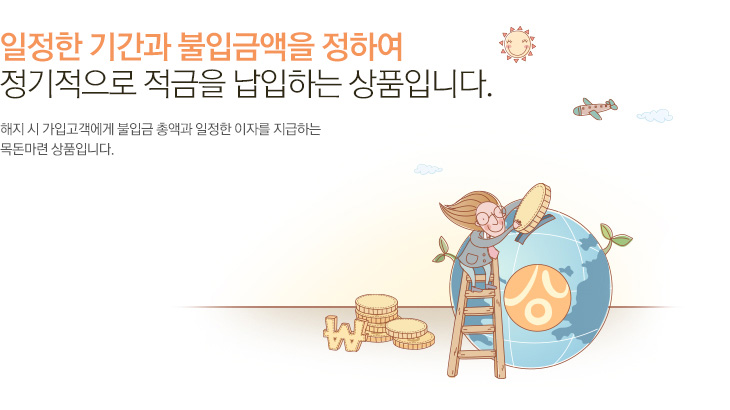 일정한 기간과 불입금액을 정하여
정기적으로 적금을 납입하는 상품입니다.
해지 시 가입고객에게 불입금 총액과 일정한 이자를 지급하는
목돈마련 상품입니다.
₩
상